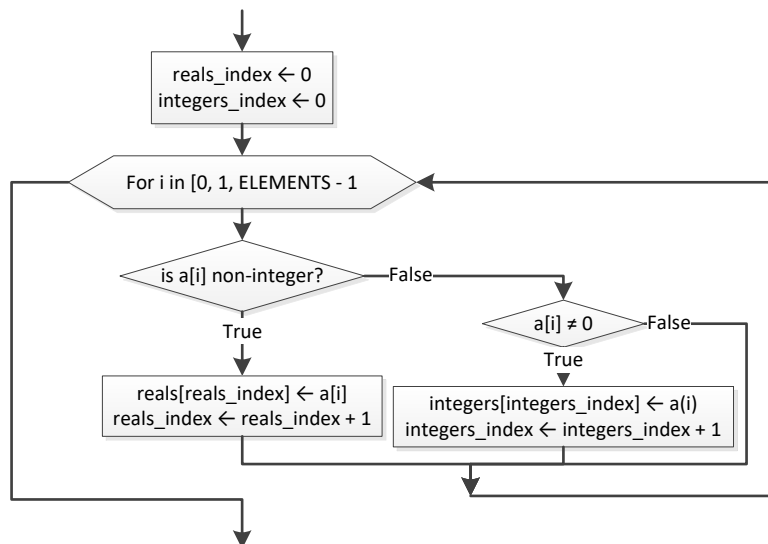 reals_index ← 0
integers_index ← 0
For i in [0, 1, ELEMENTS - 1
is a[i] non-integer?
False
a[i] ≠ 0
False
True
True
reals[reals_index] ← a[i]
reals_index ← reals_index + 1
integers[integers_index] ← a(i)
integers_index ← integers_index + 1